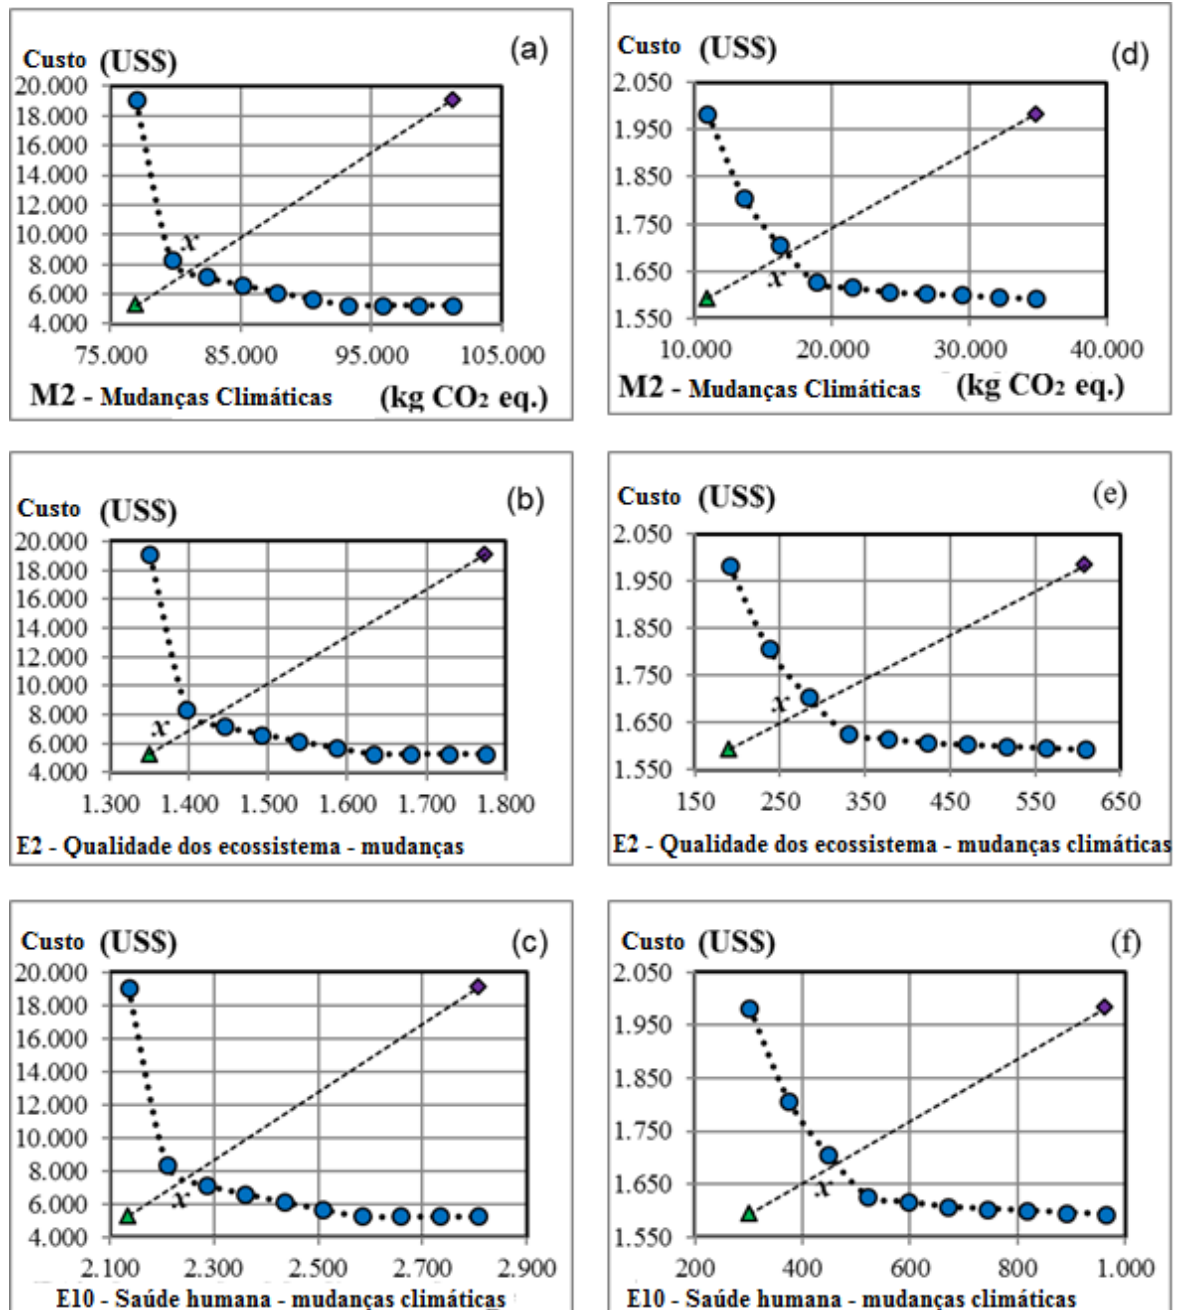 Custo (US$) (a)
20.000
18.000
16.000
14.000
12.000
10.000
8.000
6.000
4.000
x
75.000 85.000 95.000 105.000
M2 - Mudanças Climáticas (kg CO2 eq.)
Custo (US$) (d)
2.050
1.950
1.850
1.750
1.650
1.550
x
10.000 20.000 30.000 40.000
M2 - Mudanças Climáticas (kg CO2 eq.)
Custo (US$) (b)
20.000
18.000
16.000
14.000
12.000
10.000
8.000
6.000
4.000
x
1.300 1.400 1.500 1.600 1.700 1.800
E2 - Qualidade dos ecossistema - mudanças
Custo (US$) (e)
2.050
1.950
1.850
1.750
1.650
1.550
x
150 250 350 450 550 650
E2 - Qualidade dos ecossistema - mudanças climáticas
Custo (US$) (c)
20.000
18.000
16.000
14.000
12.000
10.000
8.000
6.000
4.000
x
2.100 2.300 2.500 2.700 2.900
E10 - Saúde humana - mudanças climáticas
Custo (US$) (f)
2.050
1.950
1.850
1.750
1.650
1.550
x
200 400 600 800 1.000
E10 - Saúde humana - mudanças climáticas